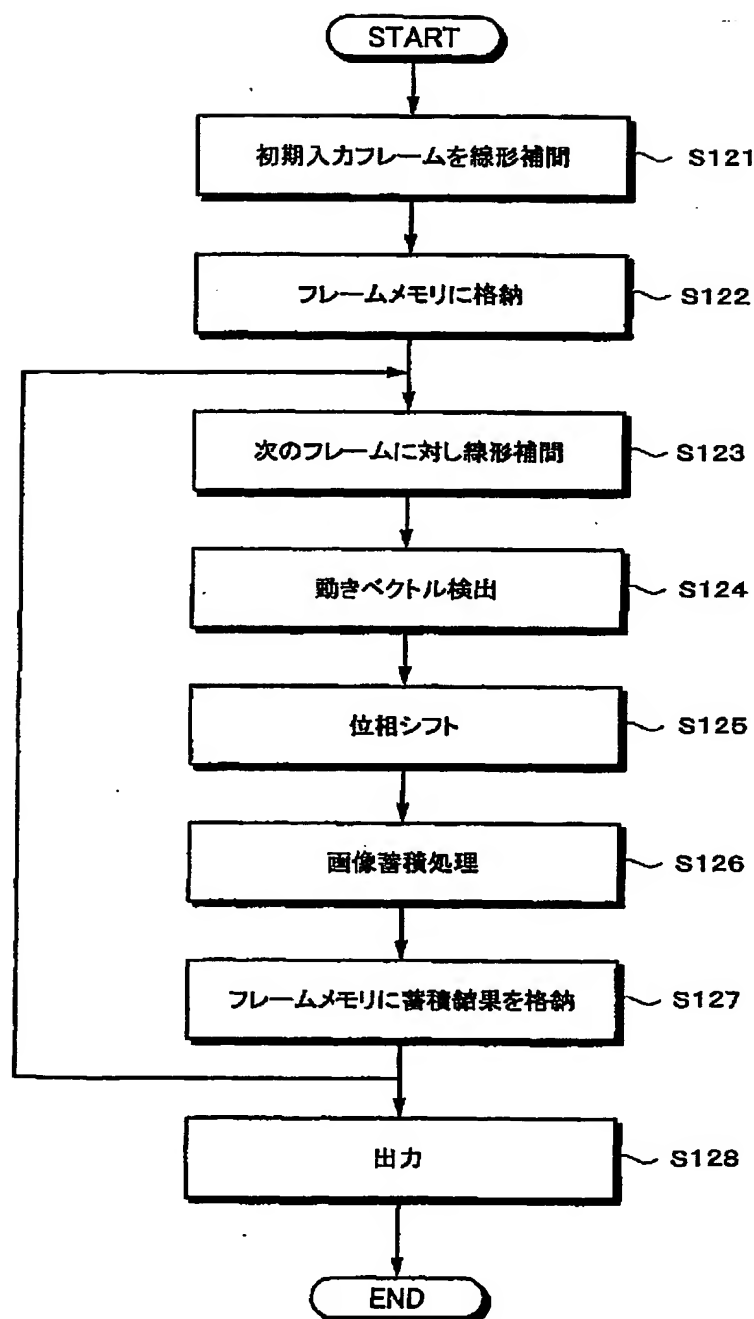 START
初期入力フレームを線形補間 S121
フレームメモリに格納 S122
次のフレームに対し線形補間 S123
動きベクトル検出 S124
位相シフト S125
画像蓄積処理 S126
フレームメモリに蓄積結果を格納 S127
出力 S128
END